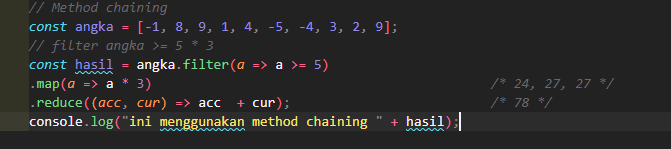 // Method chaining
const angka = [-1, 8, 9, 1, 4, -5, -4, 3, 2, 9];
// filter angka >= 5 * 3
const hasil = angka.filter(a => a >= 5)
.map(a => a * 3) /* 24, 27, 27 */
.reduce((acc, cur) => acc  + cur); /* 78 */
console.log("ini menggunakan method chaining " + hasil);